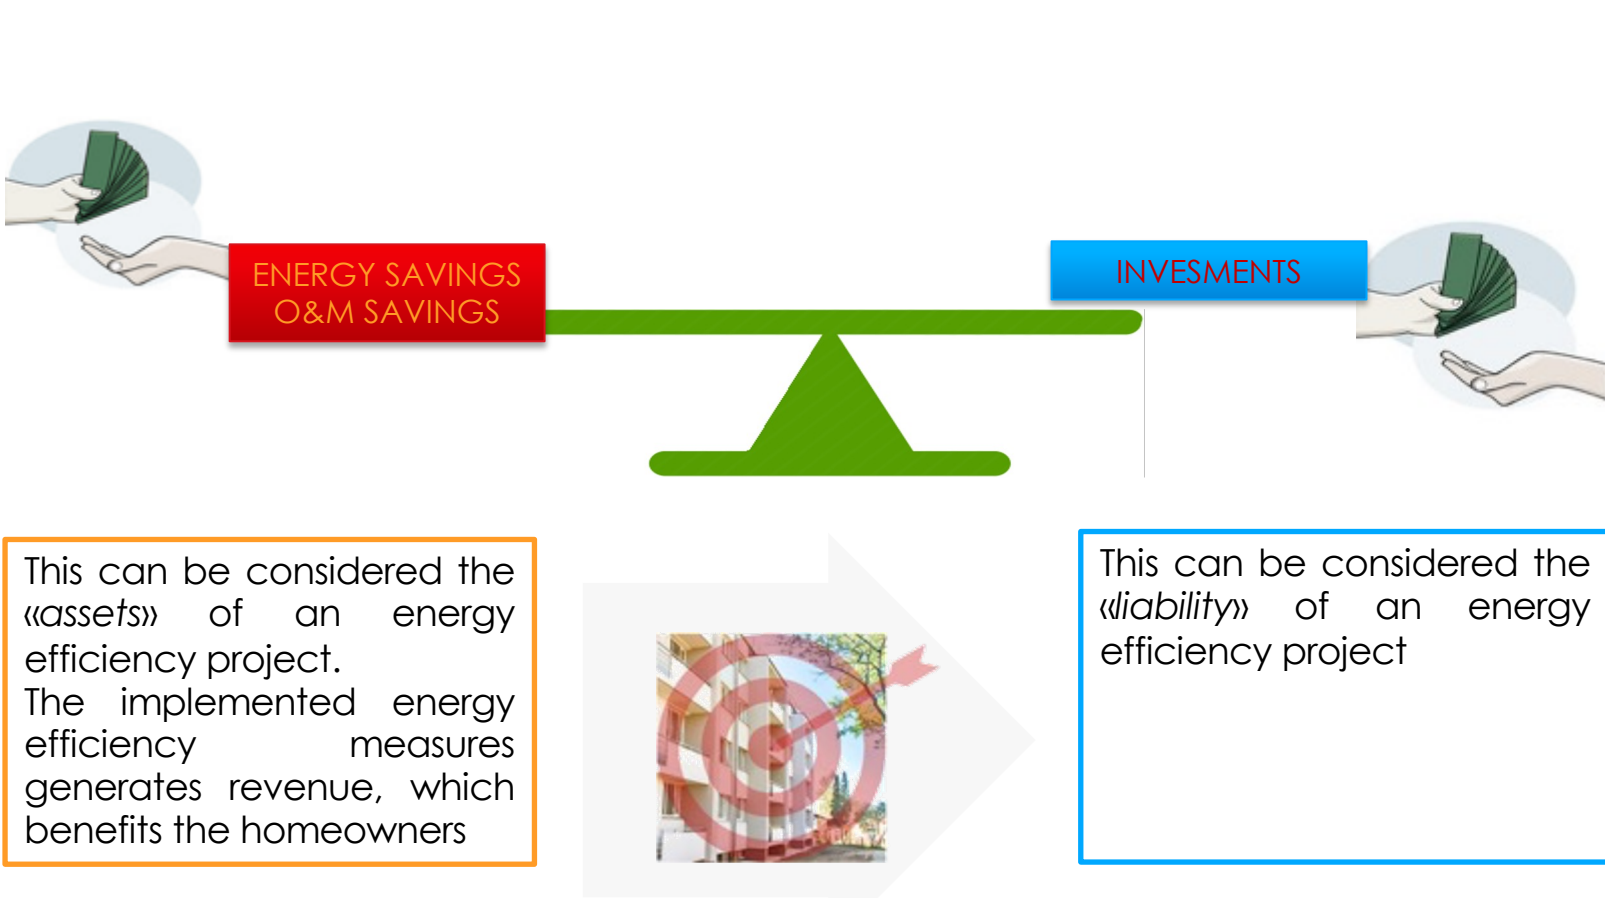 ENERGY SAVINGS
O&M SAVINGS
INVESMENTS
This can be considered the
«assets» of an energy
efficiency project.
The implemented energy
efficiency measures
generates revenue, which
benefits the homeowners
This can be considered the
«liability» of an energy
efficiency project